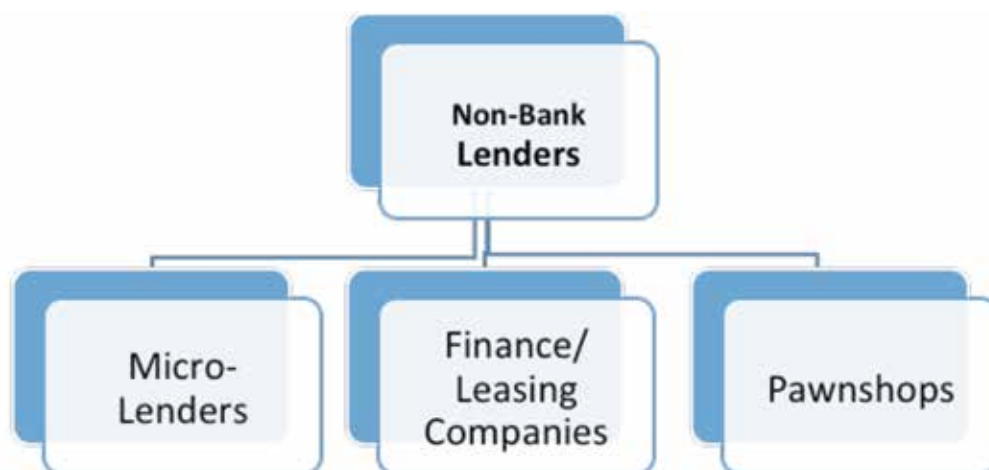 Non-Bank
Lenders
Micro-
Lenders
Finance/
Leasing
Companies
Pawnshops